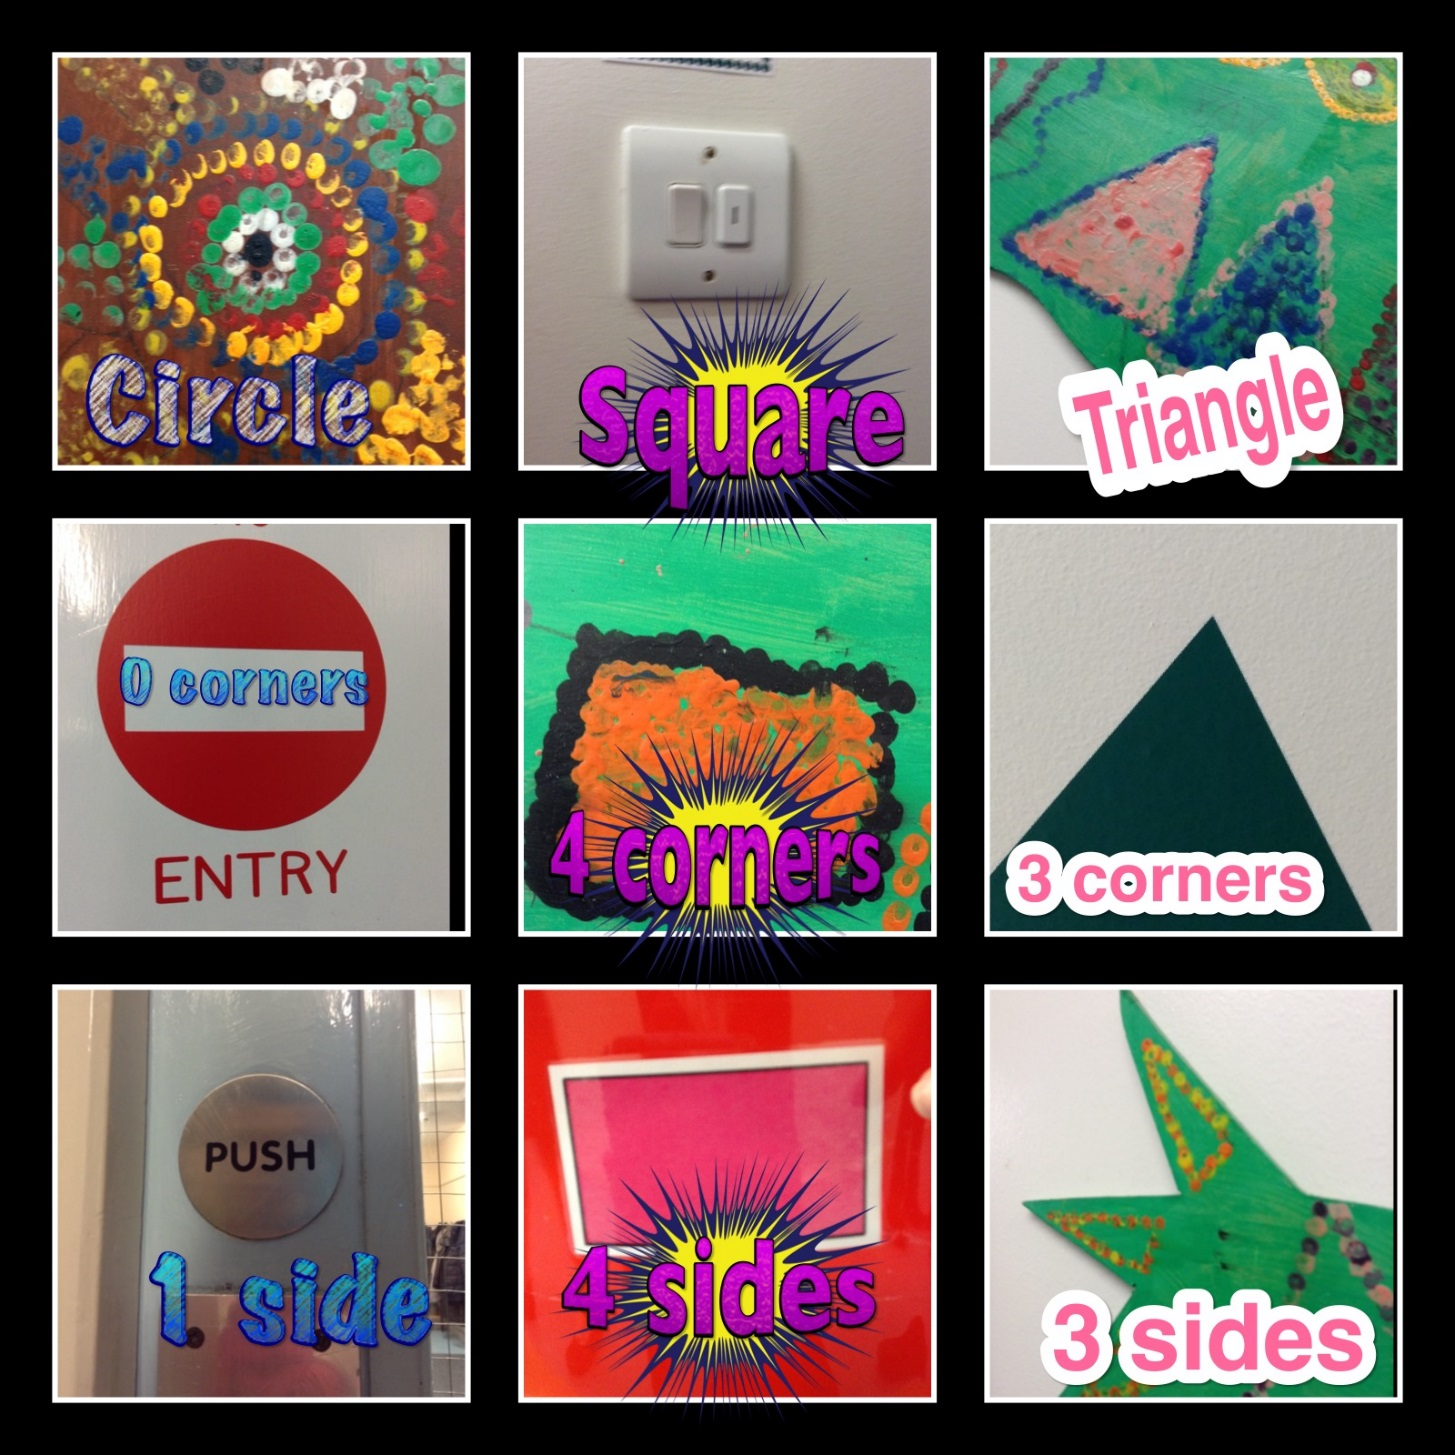 Circle
Square
Triangle
0 corners
ENTRY
4 corners
3 corners
PUSH
1 side
4 sides
3 sides